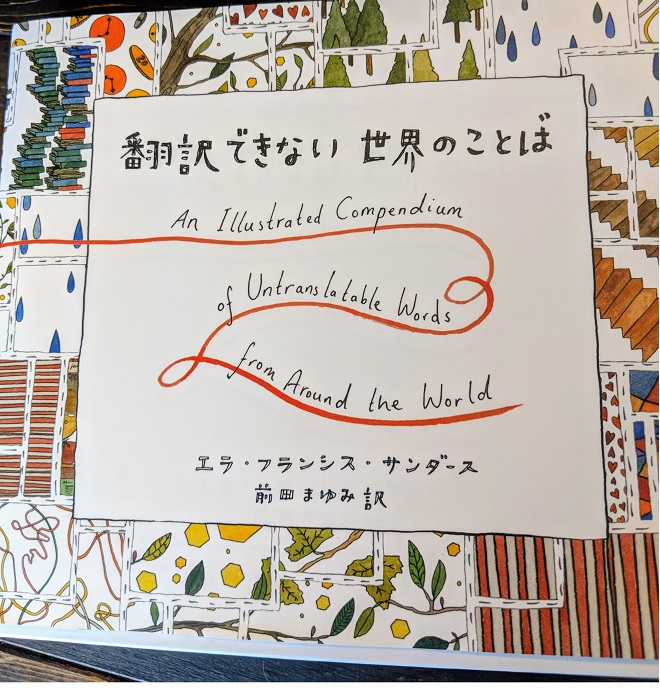 翻訳できない 世界のことば
An Illustrated Compendium
of Untranslatable Words
from Around the World
エラ・フランシス・サンダース
前田まゆみ訳